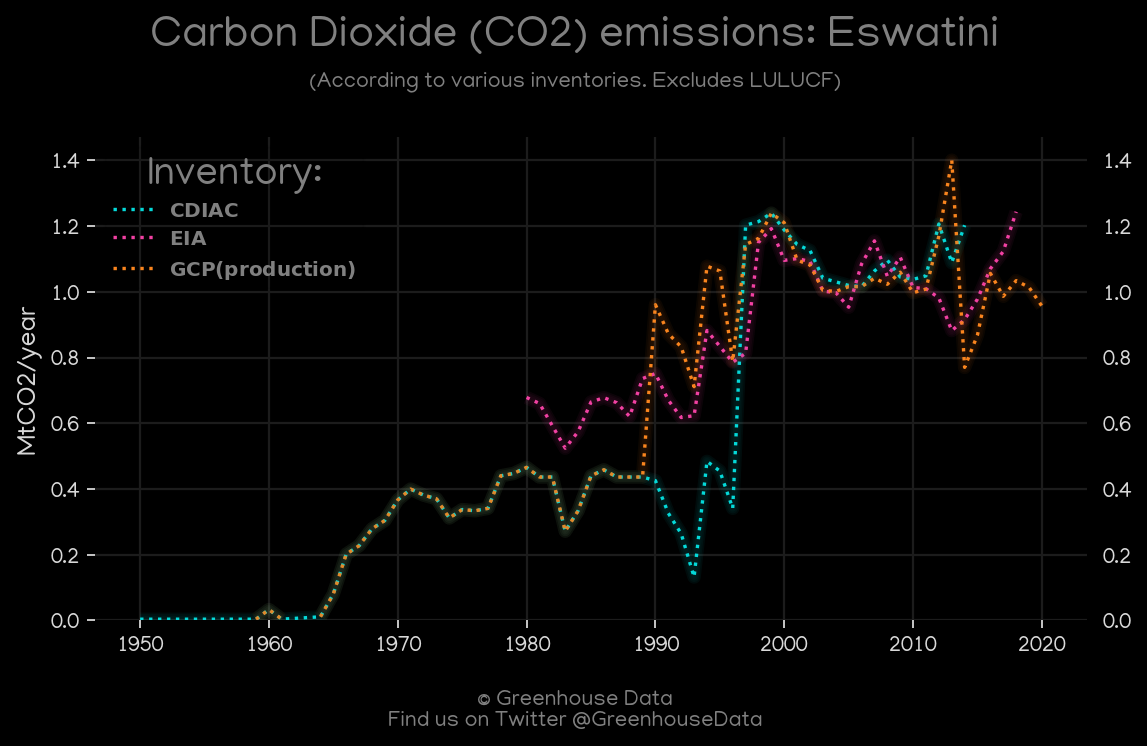 Carbon Dioxide (CO2) emissions: Eswatini
(According to various inventories. Excludes LULUCF)
Inventory:
CDIAC
EIA
GCP(production)
MtCO2/year
1.4
1.2
1.0
0.8
0.6
0.4
0.2
0.0
1.4
1.2
1.0
0.8
0.6
0.4
0.2
0.0
1950 1960 1970 1980 1990 2000 2010 2020
© Greenhouse Data
Find us on Twitter @GreenhouseData